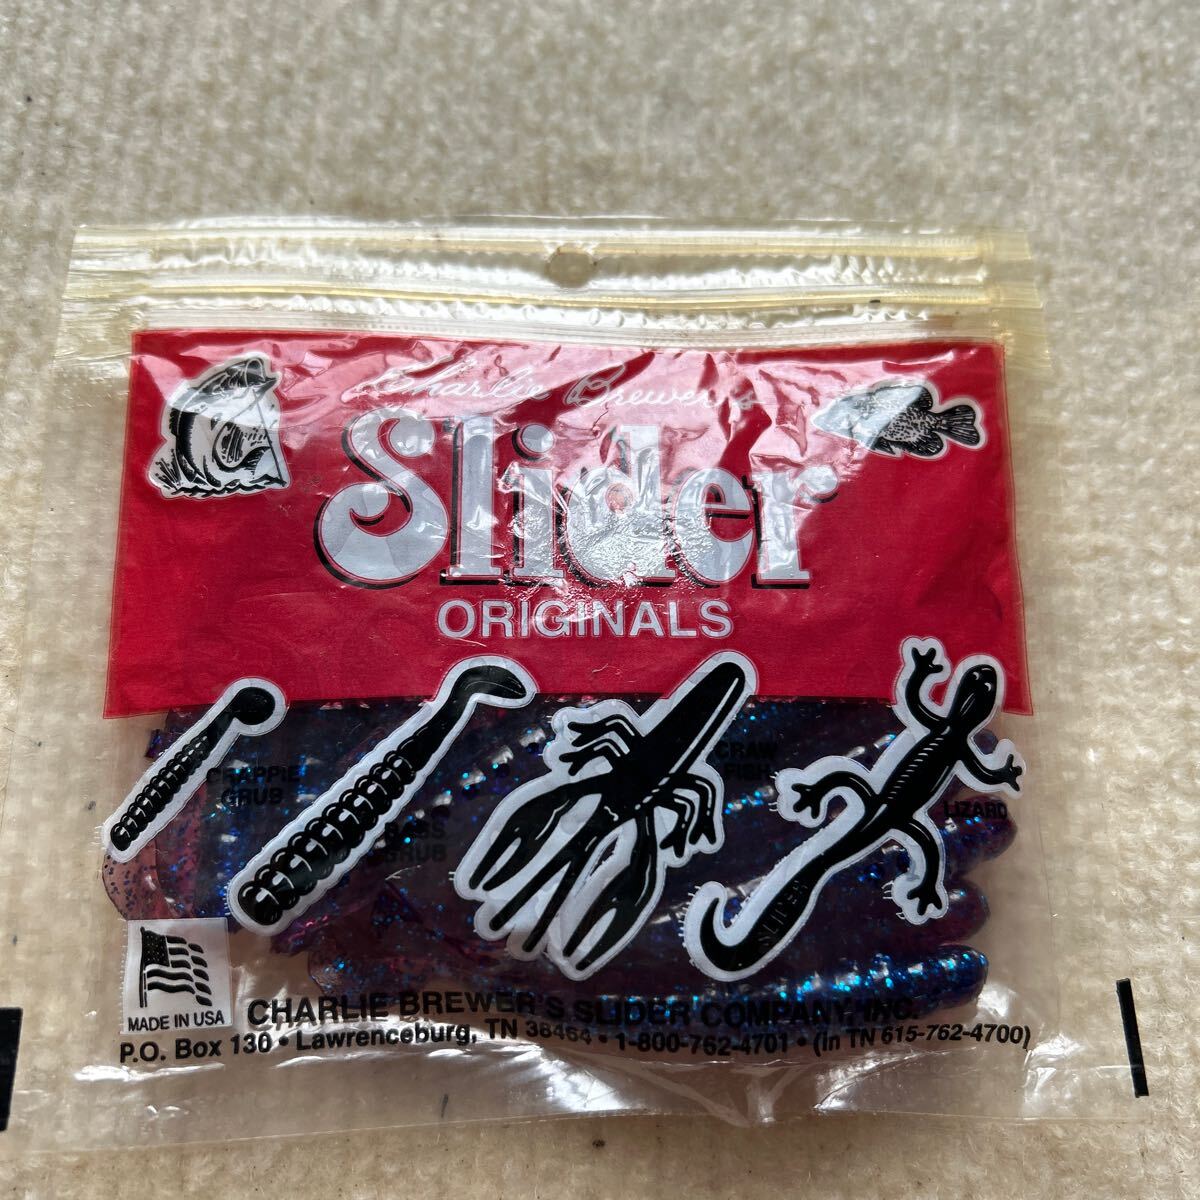 Charlie Brewer's
Slider
ORIGINALS
CRAPPIE
GRUB
BASS
GRUB
CRAW
FISH
LIZARD
SLIDER
MADE IN USA
CHARLIE BREWER'S SLIDER COMPANY, INC.
P.O. Box 130 • Lawrenceburg, TN 38464 • 1-800-762-4701 • (in TN 615-762-4700)